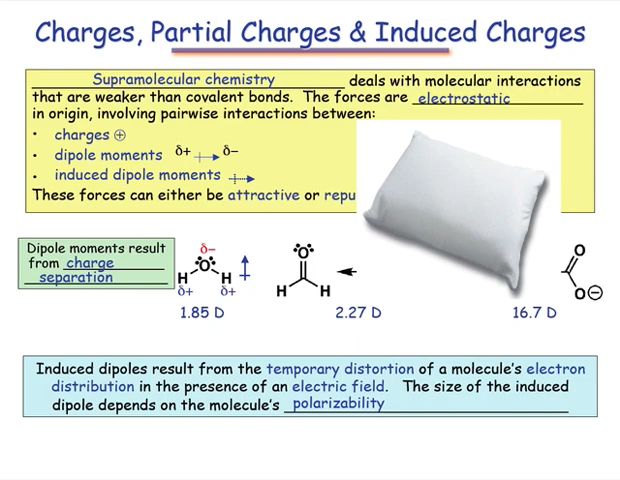 Charges, Partial Charges & Induced Charges
Supramolecular chemistry deals with molecular interactions
that are weaker than covalent bonds. The forces are electrostatic
in origin, involving pairwise interactions between:
• charges ⊕
• dipole moments δ+ δ–
• induced dipole moments
These forces can either be attractive or repu
Dipole moments result
from charge
separation
δ–
O
H H
δ+ δ+
1.85 D
O
H H
2.27 D
O
O ⊖
16.7 D
Induced dipoles result from the temporary distortion of a molecule's electron
distribution in the presence of an electric field. The size of the induced
dipole depends on the molecule's polarizability